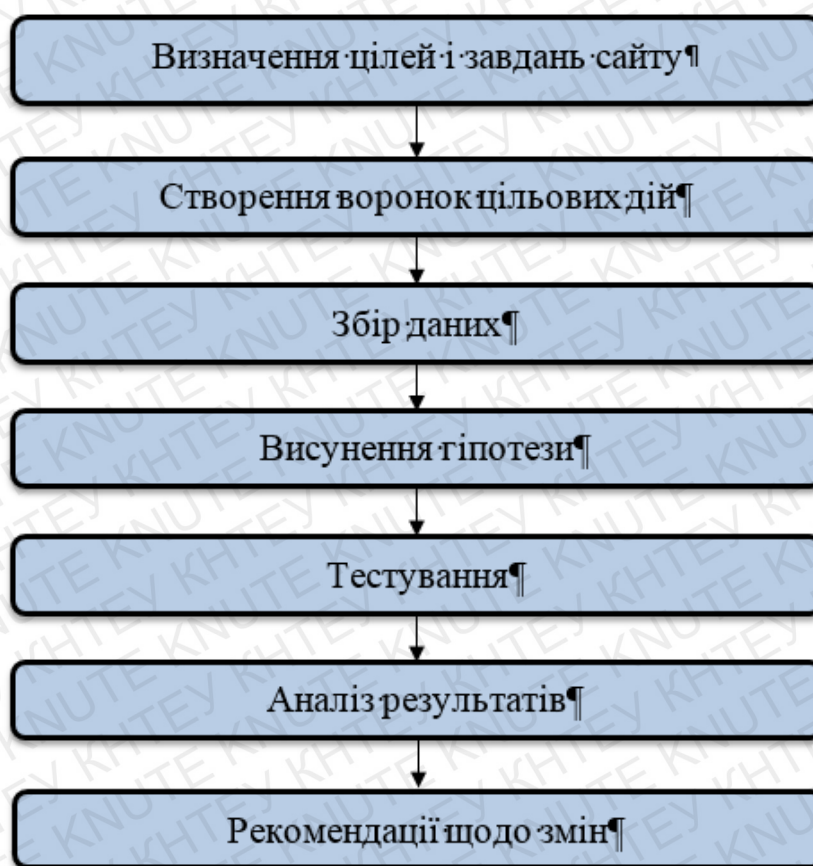 Визначення·цілей·і·завдань·сайту¶
Створення·воронок·цільових·дій¶
Збір·даних¶
Висунення·гіпотези¶
Тестування¶
Аналіз·результатів¶
Рекомендації·щодо·змін¶